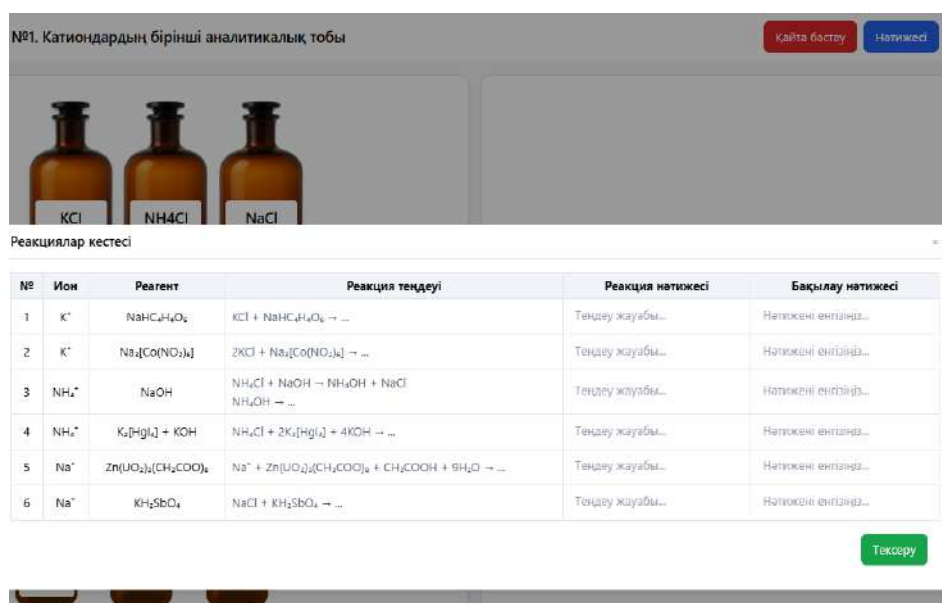 №1. Катиондардың бірінші аналитикалық тобы
Қайта бастау
Нәтижесі
KCl
NH4Cl
NaCl
Реакциялар кестесі
№ Ион Реагент Реакция теңдеуі Реакция нәтижесі Бақылау нәтижесі
1 K⁺ NaHC₄H₄O₆ KCl + NaHC₄H₄O₆ → ... Теңдеу жауабы... Нәтижені енгізіңіз...
2 K⁺ Na₃[Co(NO₂)₆] 2KCl + Na₃[Co(NO₂)₆] → ... Теңдеу жауабы... Нәтижені енгізіңіз...
3 NH₄⁺ NaOH NH₄Cl + NaOH → NH₄OH + NaCl
NH₄OH → ... Теңдеу жауабы... Нәтижені енгізіңіз...
4 NH₄⁺ K₂[HgI₄] + KOH NH₄Cl + 2K₂[HgI₄] + 4KOH → ... Теңдеу жауабы... Нәтижені енгізіңіз...
5 Na⁺ Zn(UO₂)₃(CH₃COO)₈ Na⁺ + Zn(UO₂)₃(CH₃COO)₈ + CH₃COOH + 9H₂O → ... Теңдеу жауабы... Нәтижені енгізіңіз...
6 Na⁺ KH₂SbO₄ NaCl + KH₂SbO₄ → ... Теңдеу жауабы... Нәтижені енгізіңіз...
Тексеру